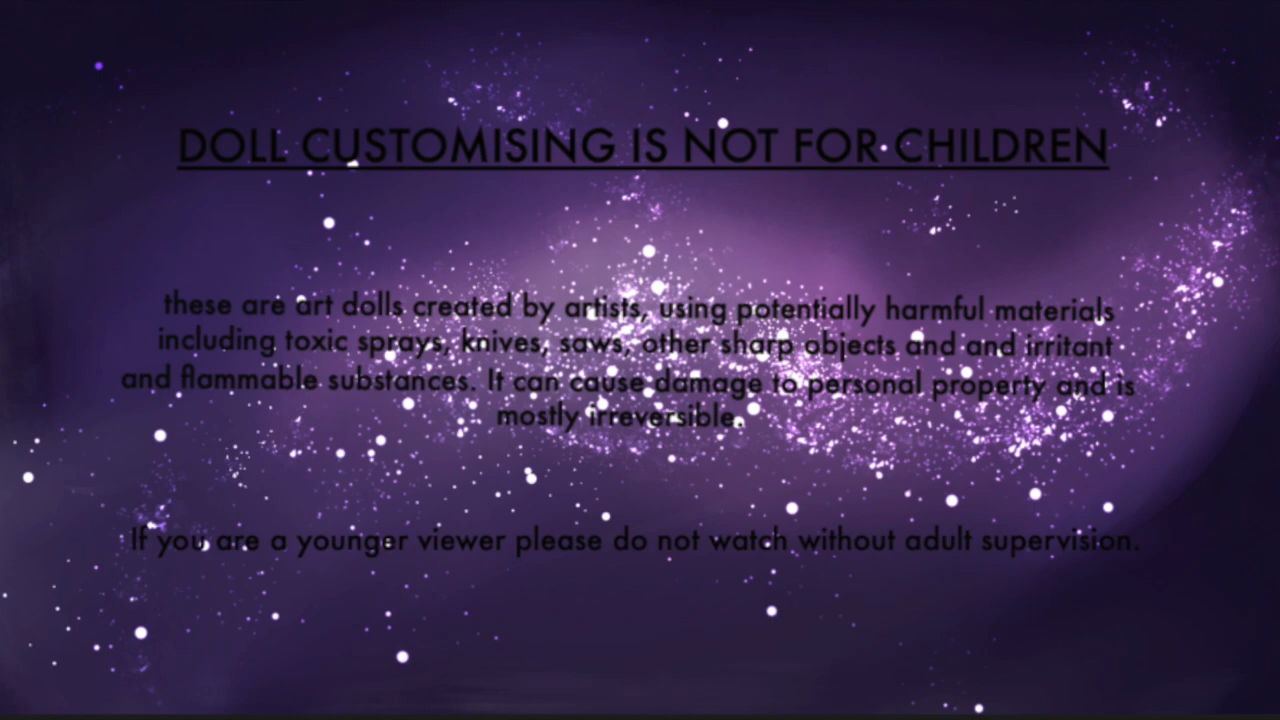 DOLL CUSTOMISING IS NOT FOR CHILDREN
these are art dolls created by artists, using potentially harmful materials
including toxic sprays, knives, saws, other sharp objects and and irritant
and flammable substances. It can cause damage to personal property and is
mostly irreversible.
If you are a younger viewer please do not watch without adult supervision.